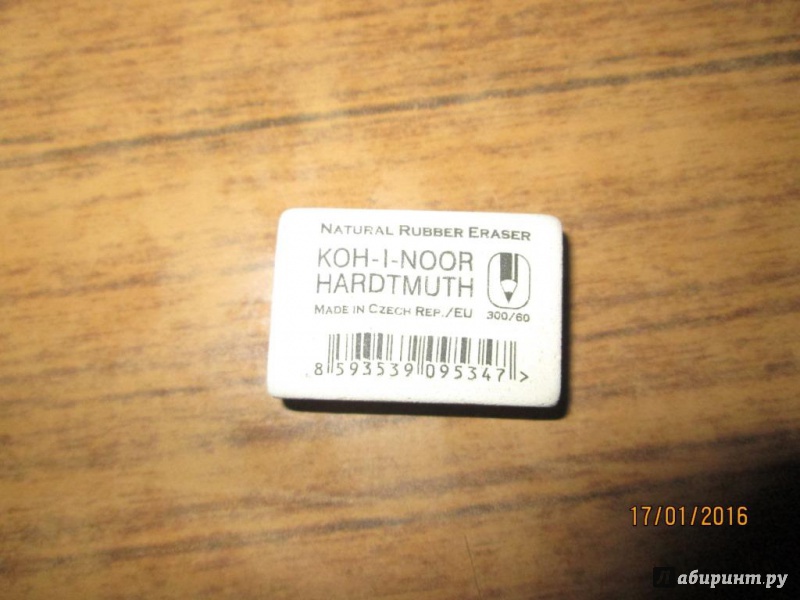 NATURAL RUBBER ERASER
KOH-I-NOOR
HARDTMUTH
MADE IN CZECH REP./EU
300/60
8 593539 095347 >
17/01/2016
Лабиринт.ру